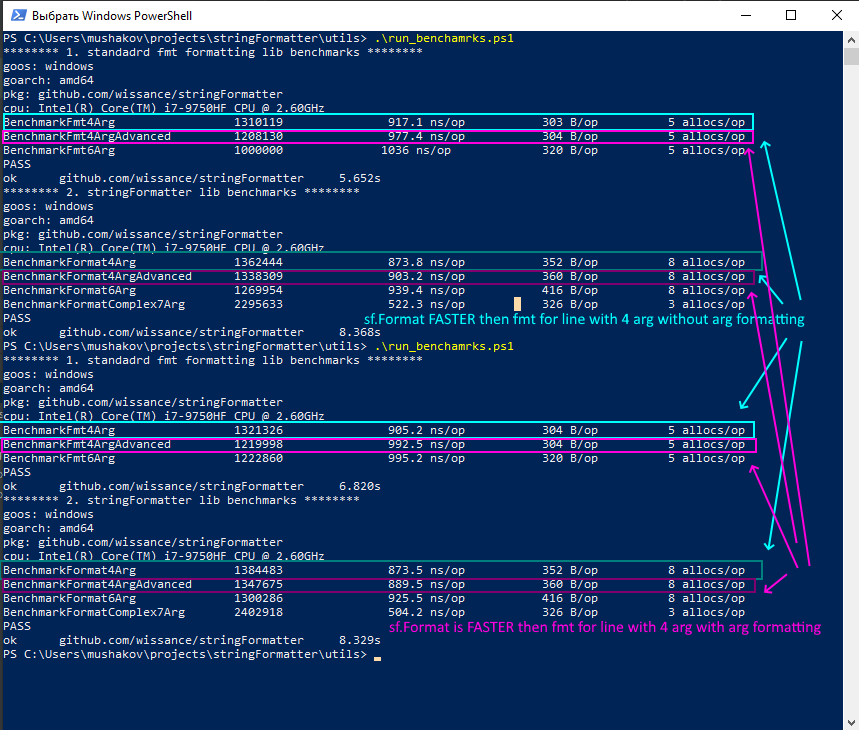 Выбрать Windows PowerShell
PS C:\Users\mushakov\projects\stringFormatter\utils> .\run_benchamrks.ps1
******** 1. standadrd fmt formatting lib benchmarks ********
goos: windows
goarch: amd64
pkg: github.com/wissance/stringFormatter
cpu: Intel(R) Core(TM) i7-9750HF CPU @ 2.60GHz
BenchmarkFmt4Arg 1310119 917.1 ns/op 303 B/op 5 allocs/op
BenchmarkFmt4ArgAdvanced 1208130 977.4 ns/op 304 B/op 5 allocs/op
BenchmarkFmt6Arg 1000000 1036 ns/op 320 B/op 5 allocs/op
PASS
ok github.com/wissance/stringFormatter 5.652s
******** 2. stringFormatter lib benchmarks ********
goos: windows
goarch: amd64
pkg: github.com/wissance/stringFormatter
cpu: Intel(R) Core(TM) i7-9750HF CPU @ 2.60GHz
BenchmarkFormat4Arg 1362444 873.8 ns/op 352 B/op 8 allocs/op
BenchmarkFormat4ArgAdvanced 1338309 903.2 ns/op 360 B/op 8 allocs/op
BenchmarkFormat6Arg 1269954 939.4 ns/op 416 B/op 8 allocs/op
BenchmarkFormatComplex7Arg 2295633 522.3 ns/op 326 B/op 3 allocs/op
PASS
sf.Format FASTER then fmt for line with 4 arg without arg formatting
ok github.com/wissance/stringFormatter 8.368s
PS C:\Users\mushakov\projects\stringFormatter\utils> .\run_benchamrks.ps1
******** 1. standadrd fmt formatting lib benchmarks ********
goos: windows
goarch: amd64
pkg: github.com/wissance/stringFormatter
cpu: Intel(R) Core(TM) i7-9750HF CPU @ 2.60GHz
BenchmarkFmt4Arg 1321326 905.2 ns/op 304 B/op 5 allocs/op
BenchmarkFmt4ArgAdvanced 1219998 992.5 ns/op 304 B/op 5 allocs/op
BenchmarkFmt6Arg 1222860 995.2 ns/op 320 B/op 5 allocs/op
PASS
ok github.com/wissance/stringFormatter 6.820s
******** 2. stringFormatter lib benchmarks ********
goos: windows
goarch: amd64
pkg: github.com/wissance/stringFormatter
cpu: Intel(R) Core(TM) i7-9750HF CPU @ 2.60GHz
BenchmarkFormat4Arg 1384483 873.5 ns/op 352 B/op 8 allocs/op
BenchmarkFormat4ArgAdvanced 1347675 889.5 ns/op 360 B/op 8 allocs/op
BenchmarkFormat6Arg 1300286 925.5 ns/op 416 B/op 8 allocs/op
BenchmarkFormatComplex7Arg 2402918 504.2 ns/op 326 B/op 3 allocs/op
PASS
sf.Format is FASTER then fmt for line with 4 arg with arg formatting
ok github.com/wissance/stringFormatter 8.329s
PS C:\Users\mushakov\projects\stringFormatter\utils>